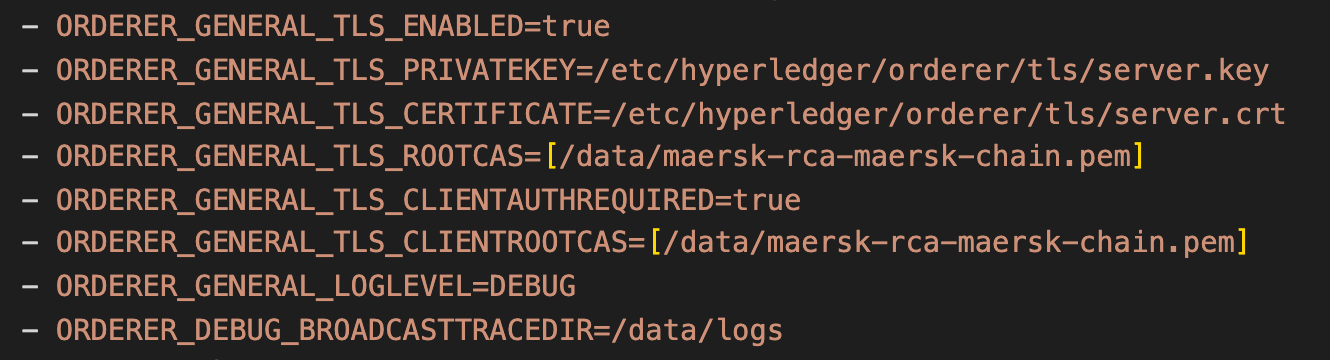 - ORDERER_GENERAL_TLS_ENABLED=true
- ORDERER_GENERAL_TLS_PRIVATEKEY=/etc/hyperledger/orderer/tls/server.key
- ORDERER_GENERAL_TLS_CERTIFICATE=/etc/hyperledger/orderer/tls/server.crt
- ORDERER_GENERAL_TLS_ROOTCAS=[/data/maersk-rca-maersk-chain.pem]
- ORDERER_GENERAL_TLS_CLIENTAUTHREQUIRED=true
- ORDERER_GENERAL_TLS_CLIENTROOTCAS=[/data/maersk-rca-maersk-chain.pem]
- ORDERER_GENERAL_LOGLEVEL=DEBUG
- ORDERER_DEBUG_BROADCASTTRACEDIR=/data/logs